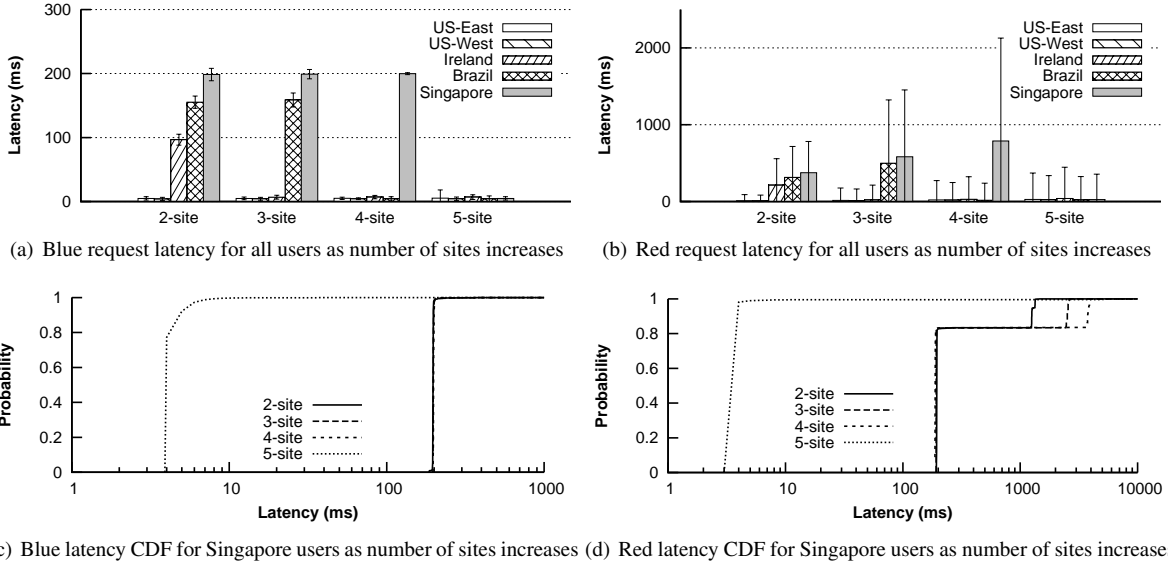 300
200
100
0
Latency (ms)
US-East
US-West
Ireland
Brazil
Singapore
2-site
3-site
4-site
5-site
(a) Blue request latency for all users as number of sites increases
2000
1000
0
Latency (ms)
US-East
US-West
Ireland
Brazil
Singapore
2-site
3-site
4-site
5-site
(b) Red request latency for all users as number of sites increases
1
0.8
0.6
0.4
0.2
0
Probability
2-site
3-site
4-site
5-site
1
10
100
1000
Latency (ms)
c) Blue latency CDF for Singapore users as number of sites increases
1
0.8
0.6
0.4
0.2
0
Probability
2-site
3-site
4-site
5-site
1
10
100
1000
10000
Latency (ms)
(d) Red latency CDF for Singapore users as number of sites increase